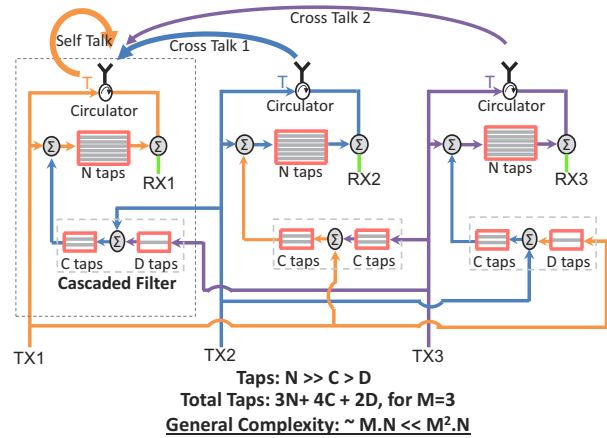 Cross Talk 2
Self Talk
Cross Talk 1
T
T
T
Circulator
Circulator
Circulator
Σ
Σ
Σ
Σ
Σ
Σ
N taps
N taps
N taps
RX1
RX2
RX3
Σ
Σ
Σ
C taps
D taps
C taps
C taps
C taps
D taps
Cascaded Filter
TX1
TX2
TX3
Taps: N >> C > D
Total Taps: 3N+ 4C + 2D, for M=3
General Complexity: ~ M.N << M².N